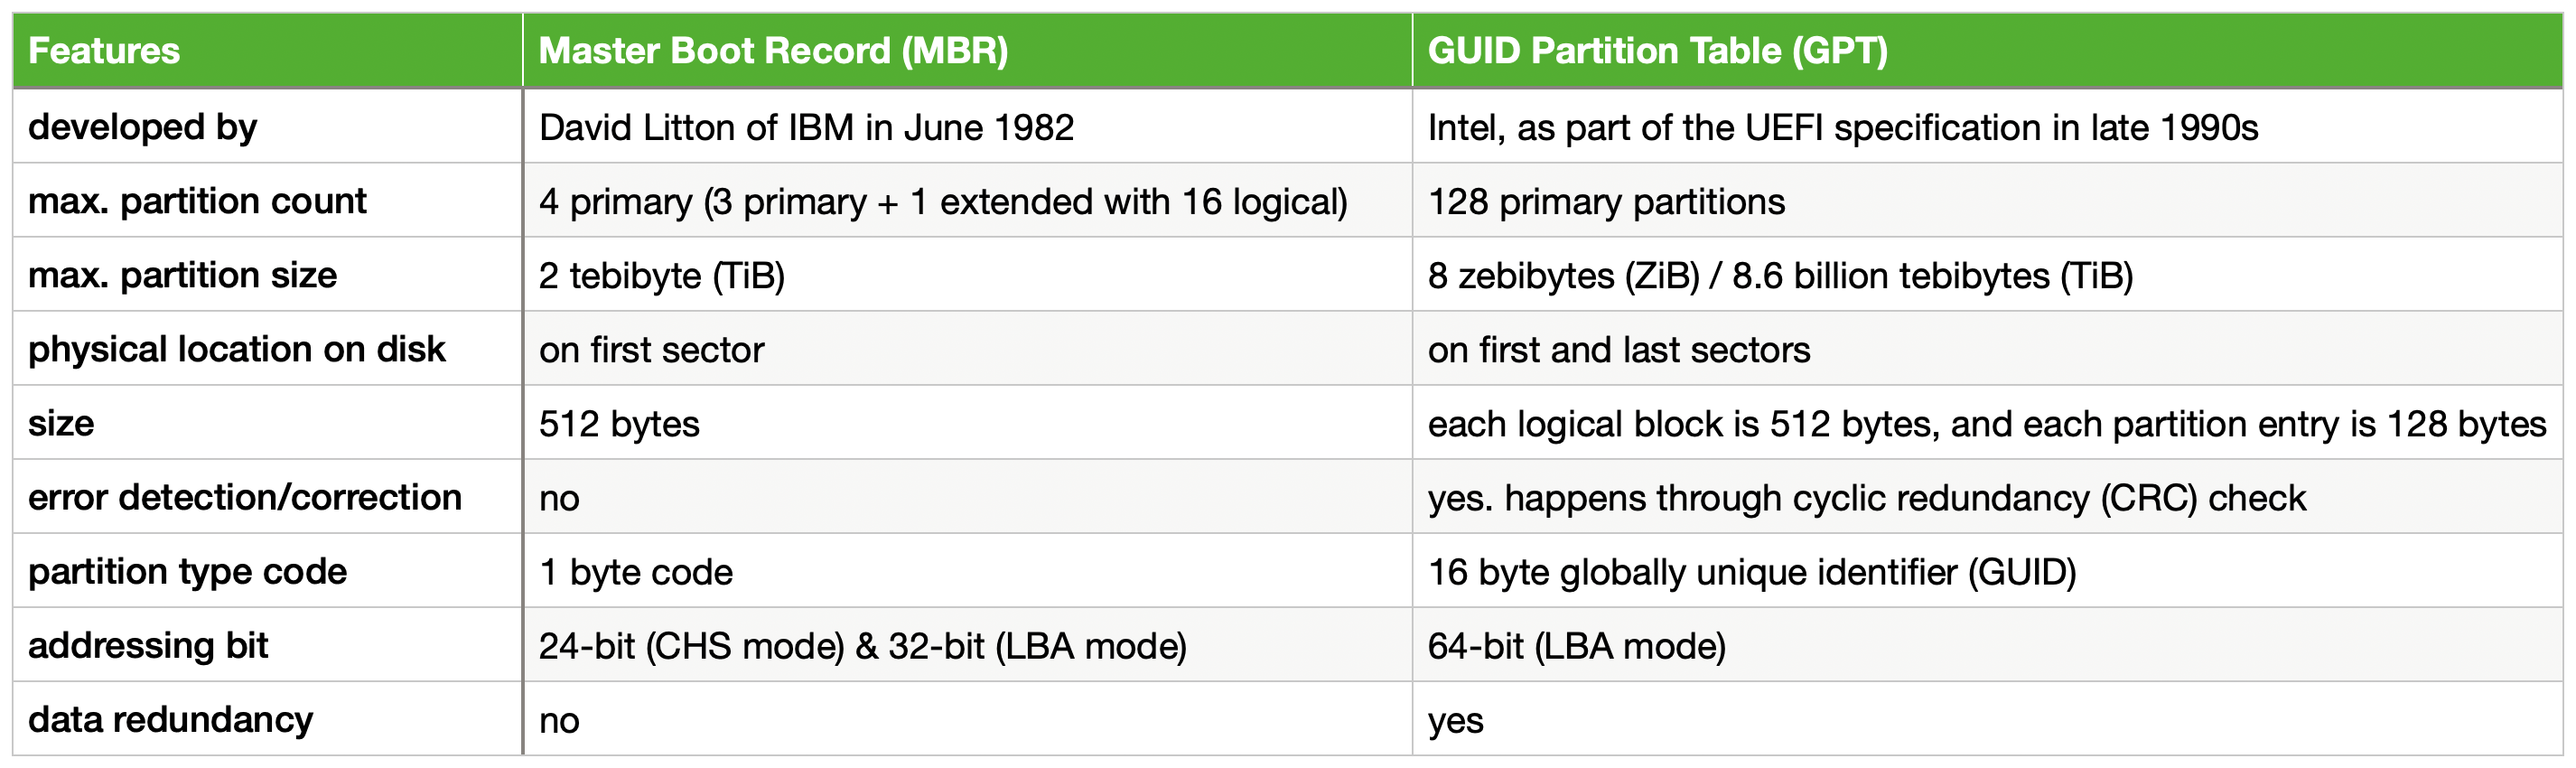 Features Master Boot Record (MBR) GUID Partition Table (GPT)
developed by David Litton of IBM in June 1982 Intel, as part of the UEFI specification in late 1990s
max. partition count 4 primary (3 primary + 1 extended with 16 logical) 128 primary partitions
max. partition size 2 tebibyte (TiB) 8 zebibytes (ZiB) / 8.6 billion tebibytes (TiB)
physical location on disk on first sector on first and last sectors
size 512 bytes each logical block is 512 bytes, and each partition entry is 128 bytes
error detection/correction no yes. happens through cyclic redundancy (CRC) check
partition type code 1 byte code 16 byte globally unique identifier (GUID)
addressing bit 24-bit (CHS mode) & 32-bit (LBA mode) 64-bit (LBA mode)
data redundancy no yes